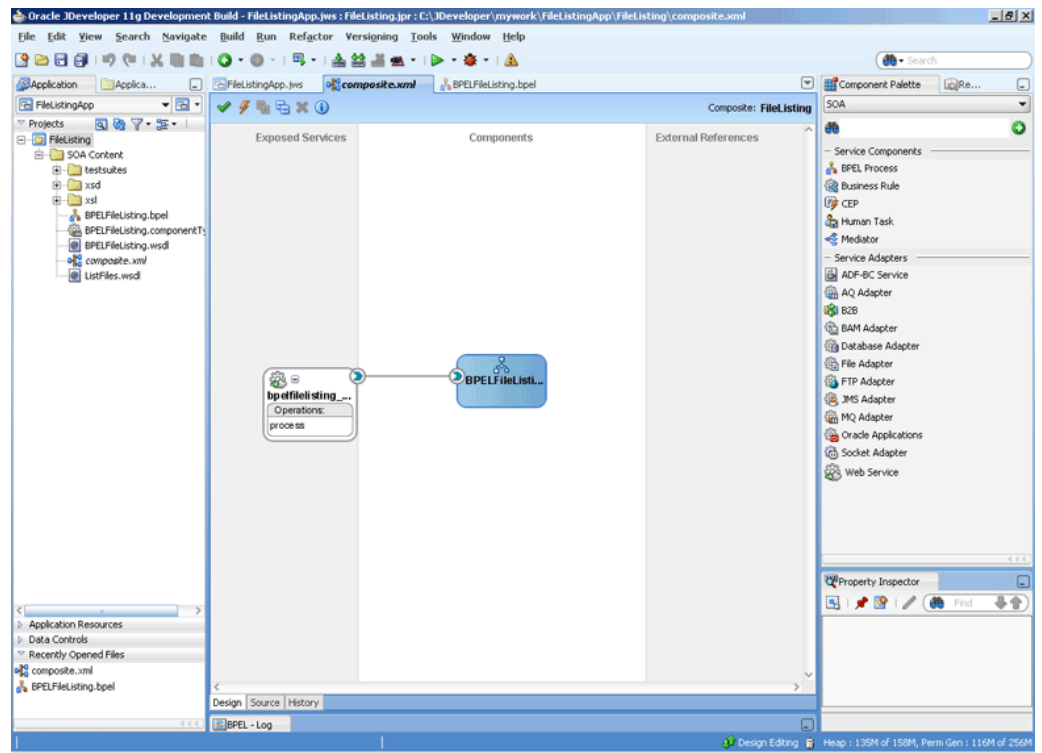 Oracle JDeveloper 11g Development Build - FileListingApp.jws : FileListing.jpr : C:\JDeveloper\mywork\FileListingApp\FileListing\composite.xml
File Edit View Search Navigate Build Run Refactor Versigning Tools Window Help
Search
Application Applica...
FileListingApp.jws composite.xml BPELFileListing.bpel
Component Palette Re...
FileListingApp
Composite: FileListing
SOA
Projects
FileListing
SOA Content
testsuites
xsd
xsl
BPELFileListing.bpel
BPELFileListing.componentTy
BPELFileListing.wsdl
composite.xml
ListFiles.wsdl
Exposed Services Components External References
bpelfilelisting_...
Operations:
process
BPELFileListi...
Service Components
BPEL Process
Business Rule
CEP
Human Task
Mediator
Service Adapters
ADF-BC Service
AQ Adapter
B2B
BAM Adapter
Database Adapter
File Adapter
FTP Adapter
JMS Adapter
MQ Adapter
Oracle Applications
Socket Adapter
Web Service
Property Inspector
Find
Application Resources
Data Controls
Recently Opened Files
composite.xml
BPELFileListing.bpel
Design Source History
BPEL - Log
Design Editing Heap : 135M of 158M, Perm Gen : 116M of 256M